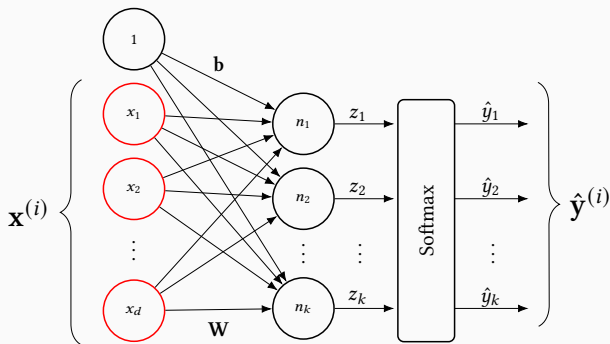 1
b
x₁
n₁
z₁
ŷ₁
x₂
n₂
z₂
ŷ₂
x⁽ⁱ⁾
Softmax
ŷ⁽ⁱ⁾
⋮
⋮
⋮
⋮
x_d
n_k
z_k
ŷ_k
W